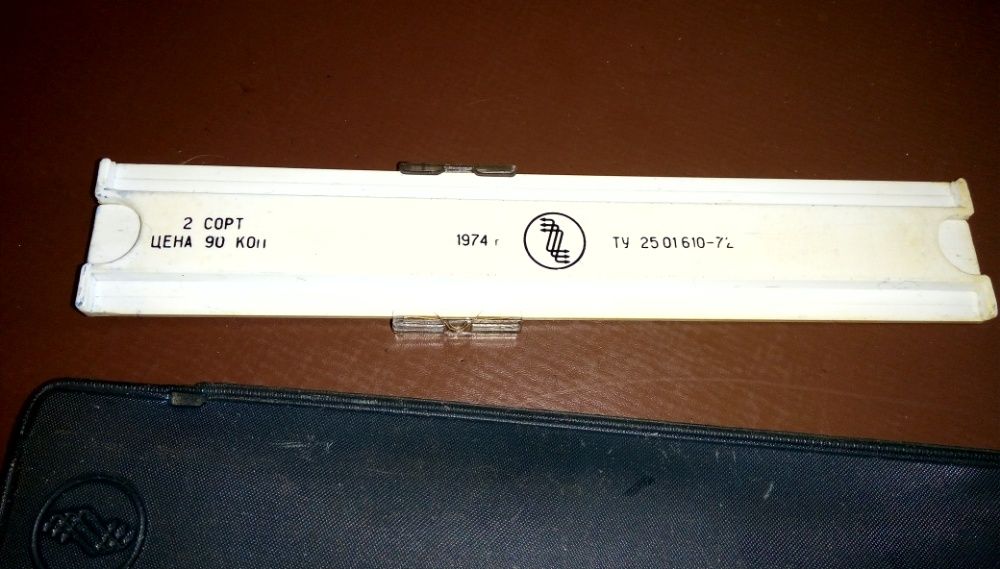 2 СОРТ
ЦЕНА 90 КОП
1974 г
ТУ 25 01 610-72